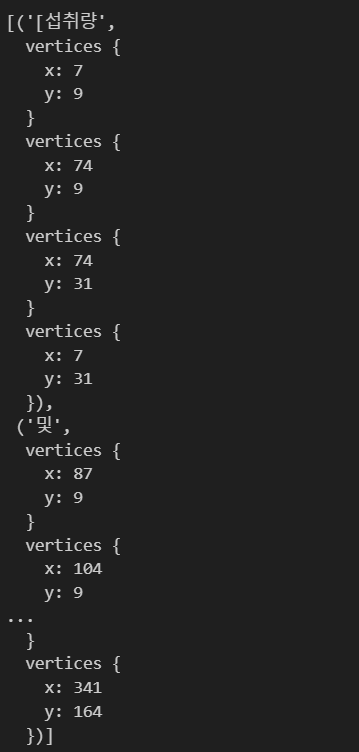 [('[섭취량',
  vertices {
    x: 7
    y: 9
  }
  vertices {
    x: 74
    y: 9
  }
  vertices {
    x: 74
    y: 31
  }
  vertices {
    x: 7
    y: 31
  }),
 ('및',
  vertices {
    x: 87
    y: 9
  }
  vertices {
    x: 104
    y: 9
...
  }
  vertices {
    x: 341
    y: 164
  })]